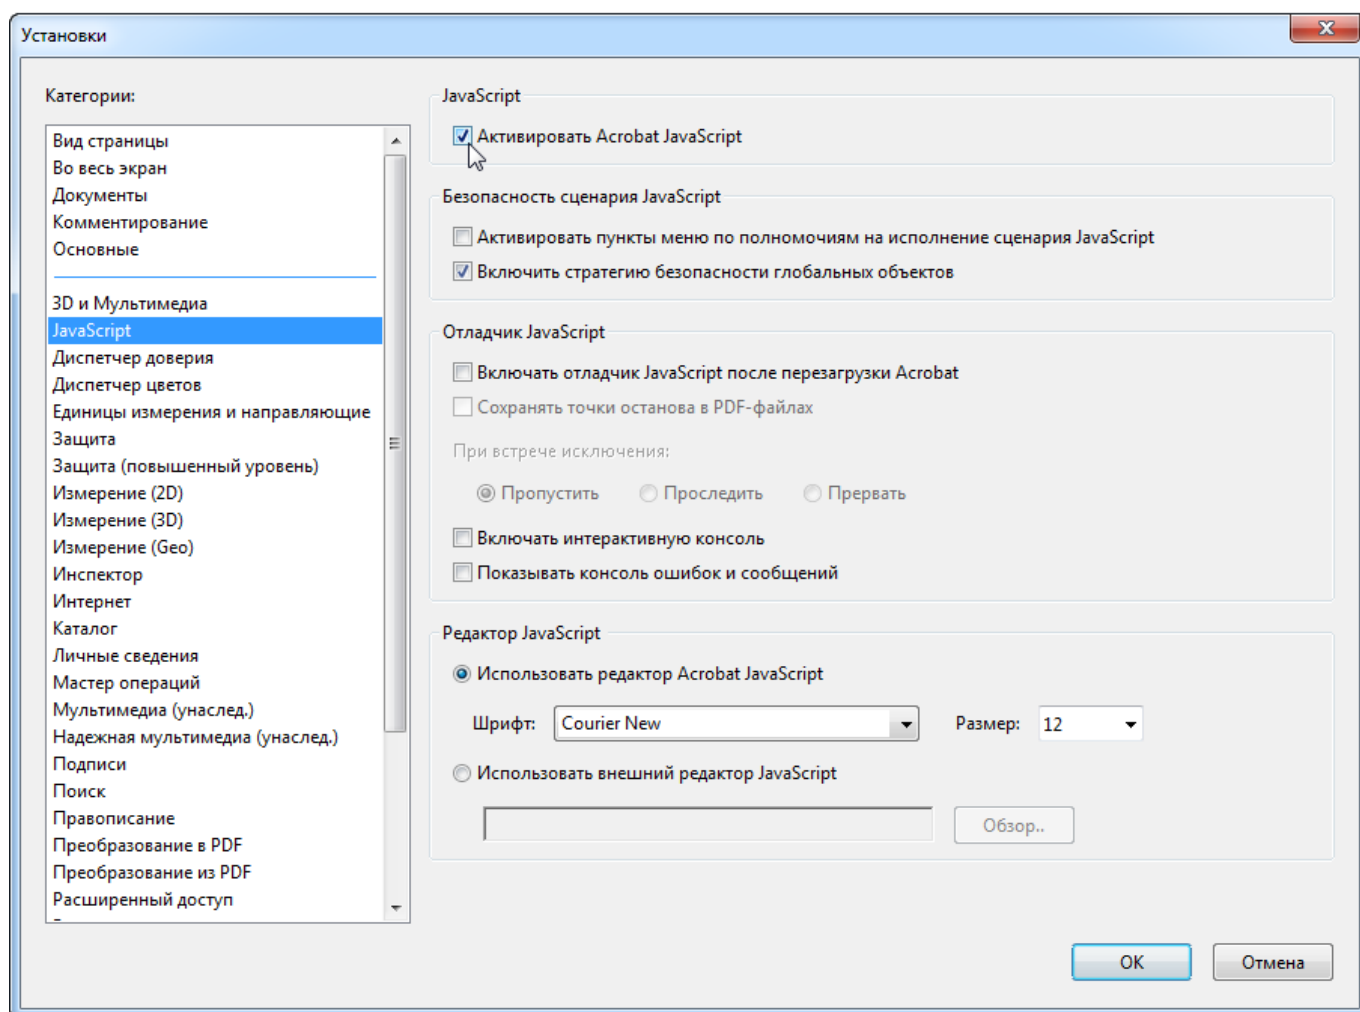 Установки
Категории:
Вид страницы
Во весь экран
Документы
Комментирование
Основные
3D и Мультимедиа
JavaScript
Диспетчер доверия
Диспетчер цветов
Единицы измерения и направляющие
Защита
Защита (повышенный уровень)
Измерение (2D)
Измерение (3D)
Измерение (Geo)
Инспектор
Интернет
Каталог
Личные сведения
Мастер операций
Мультимедиа (унаслед.)
Надежная мультимедиа (унаслед.)
Подписи
Поиск
Правописание
Преобразование в PDF
Преобразование из PDF
Расширенный доступ
JavaScript
Активировать Acrobat JavaScript
Безопасность сценария JavaScript
Активировать пункты меню по полномочиям на исполнение сценария JavaScript
Включить стратегию безопасности глобальных объектов
Отладчик JavaScript
Включать отладчик JavaScript после перезагрузки Acrobat
Сохранять точки останова в PDF-файлах
При встрече исключения:
Пропустить Проследить Прервать
Включать интерактивную консоль
Показывать консоль ошибок и сообщений
Редактор JavaScript
Использовать редактор Acrobat JavaScript
Шрифт: Courier New Размер: 12
Использовать внешний редактор JavaScript
Обзор..
OK Отмена